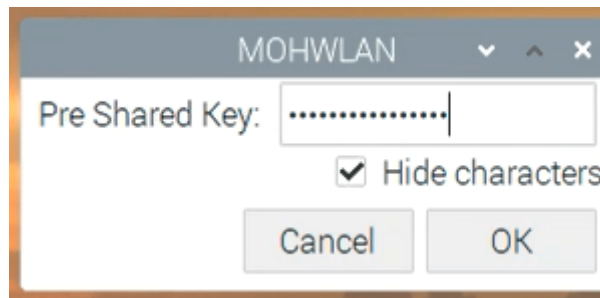 MOHWLAN
Pre Shared Key: ••••••••••••••••
Hide characters
Cancel OK